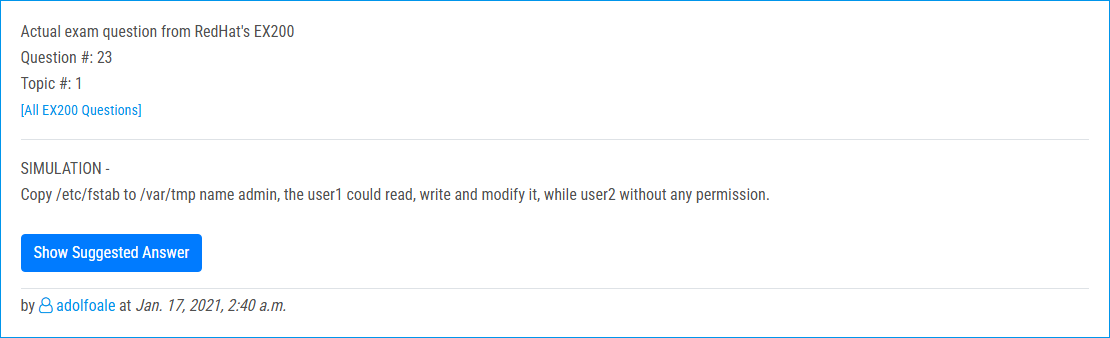 Actual exam question from RedHat's EX200
Question #: 23
Topic #: 1
[All EX200 Questions]
SIMULATION -
Copy /etc/fstab to /var/tmp name admin, the user1 could read, write and modify it, while user2 without any permission.
Show Suggested Answer
by adolfoale at Jan. 17, 2021, 2:40 a.m.